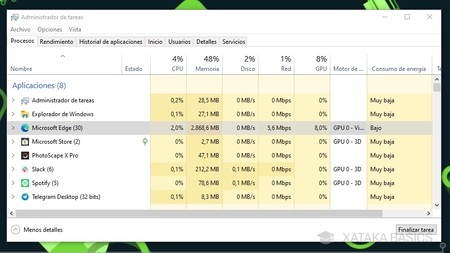 Administrador de tareas
Archivo Opciones Vista
Procesos Rendimiento Historial de aplicaciones Inicio Usuarios Detalles Servicios
4% 48% 2% 1% 8%
Nombre Estado CPU Memoria Disco Red GPU Motor de ... Consumo de energía
Aplicaciones (8)
Administrador de tareas 0,2% 28,5 MB 0 MB/s 0 Mbps 0% Muy baja
Explorador de Windows 0,1% 27,1 MB 0 MB/s 0 Mbps 0% Muy baja
Microsoft Edge (30) 2,0% 2.868,6 MB 0 MB/s 5,6 Mbps 8,0% GPU 0 - Vi... Bajo
Microsoft Store (2) 0% 2,7 MB 0 MB/s 0 Mbps 0% GPU 0 - 3D Muy baja
PhotoScape X Pro 0% 47,1 MB 0 MB/s 0 Mbps 0% Muy baja
Slack (6) 0,1% 212,2 MB 0,1 MB/s 0 Mbps 0% GPU 0 - 3D Muy baja
Spotify (5) 0% 78,6 MB 0,1 MB/s 0 Mbps 0% GPU 0 - 3D Muy baja
Telegram Desktop (32 bits) 0,1% 8,3 MB 0 MB/s 0 Mbps 0% Muy baja
Menos detalles Finalizar tarea
XATAKA BASICS